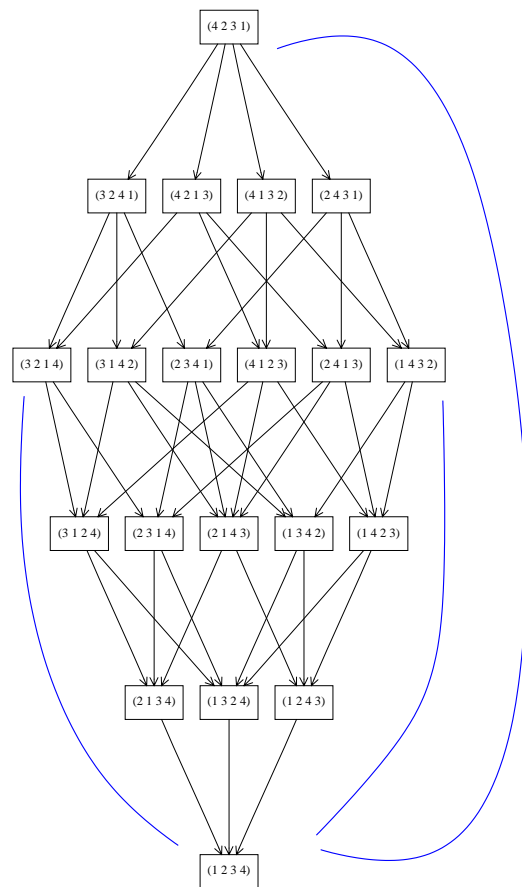 (4 2 3 1)
(3 2 4 1) (4 2 1 3) (4 1 3 2) (2 4 3 1)
(3 2 1 4) (3 1 4 2) (2 3 4 1) (4 1 2 3) (2 4 1 3) (1 4 3 2)
(3 1 2 4) (2 3 1 4) (2 1 4 3) (1 3 4 2) (1 4 2 3)
(2 1 3 4) (1 3 2 4) (1 2 4 3)
(1 2 3 4)